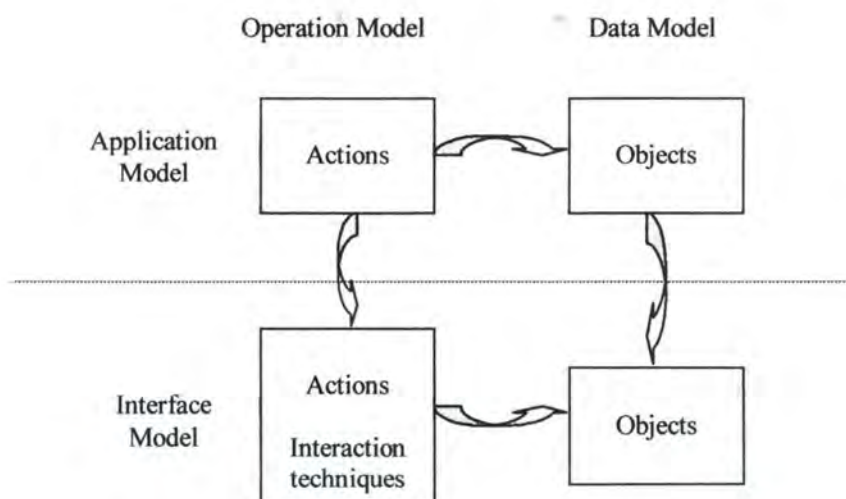 Operation Model
Data Model
Application
Model
Actions
Objects
Interface
Model
Actions
Interaction
techniques
Objects